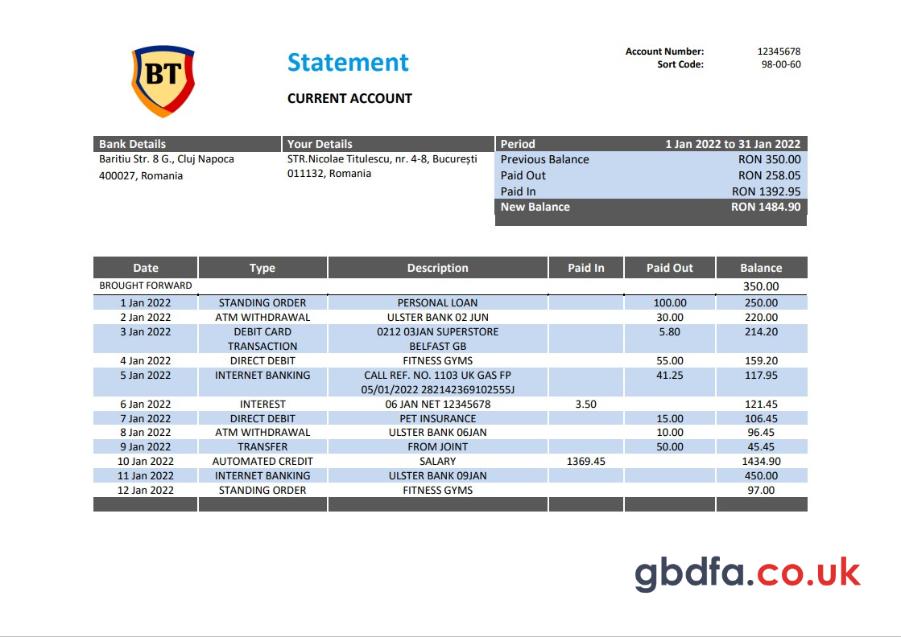 BT
Statement
CURRENT ACCOUNT
Account Number: 12345678
Sort Code: 98-00-60
Bank Details Your Details Period 1 Jan 2022 to 31 Jan 2022
Baritiu Str. 8 G., Cluj Napoca STR.Nicolae Titulescu, nr. 4-8, București Previous Balance RON 350.00
400027, Romania 011132, Romania Paid Out RON 258.05
Paid In RON 1392.95
New Balance RON 1484.90
Date Type Description Paid In Paid Out Balance
BROUGHT FORWARD 350.00
1 Jan 2022 STANDING ORDER PERSONAL LOAN 100.00 250.00
2 Jan 2022 ATM WITHDRAWAL ULSTER BANK 02 JUN 30.00 220.00
3 Jan 2022 DEBIT CARD 0212 03JAN SUPERSTORE 5.80 214.20
TRANSACTION BELFAST GB
4 Jan 2022 DIRECT DEBIT FITNESS GYMS 55.00 159.20
5 Jan 2022 INTERNET BANKING CALL REF. NO. 1103 UK GAS FP 41.25 117.95
05/01/2022 282142369102555J
6 Jan 2022 INTEREST 06 JAN NET 12345678 3.50 121.45
7 Jan 2022 DIRECT DEBIT PET INSURANCE 15.00 106.45
8 Jan 2022 ATM WITHDRAWAL ULSTER BANK 06JAN 10.00 96.45
9 Jan 2022 TRANSFER FROM JOINT 50.00 45.45
10 Jan 2022 AUTOMATED CREDIT SALARY 1369.45 1434.90
11 Jan 2022 INTERNET BANKING ULSTER BANK 09JAN 450.00
12 Jan 2022 STANDING ORDER FITNESS GYMS 97.00
gbdfa.co.uk